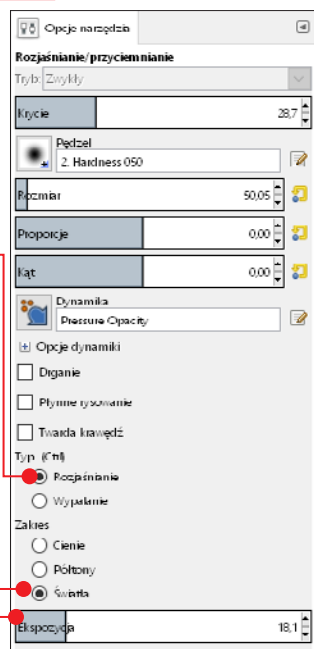 Opcje narzędzia
Rozjaśnianie/przyciemnianie
Tryb: Zwykły
Krycie 28,7
Pędzel
2. Hardness 050
Rozmiar 50,05
Proporcje 0,00
Kąt 0,00
Dynamika
Pressure Opacity
Opcje dynamiki
Drganie
Płynne rysowanie
Twarda krawędź
Typ (Ctrl)
Rozjaśnianie
Wypalanie
Zakres
Cienie
Półtony
Światła
Ekspozycja 18,1